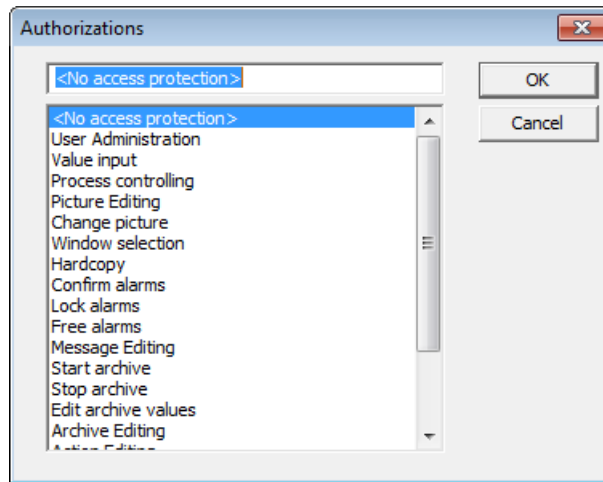 Authorizations
<No access protection>
OK
<No access protection>
Cancel
User Administration
Value input
Process controlling
Picture Editing
Change picture
Window selection
Hardcopy
Confirm alarms
Lock alarms
Free alarms
Message Editing
Start archive
Stop archive
Edit archive values
Archive Editing
Action Editing